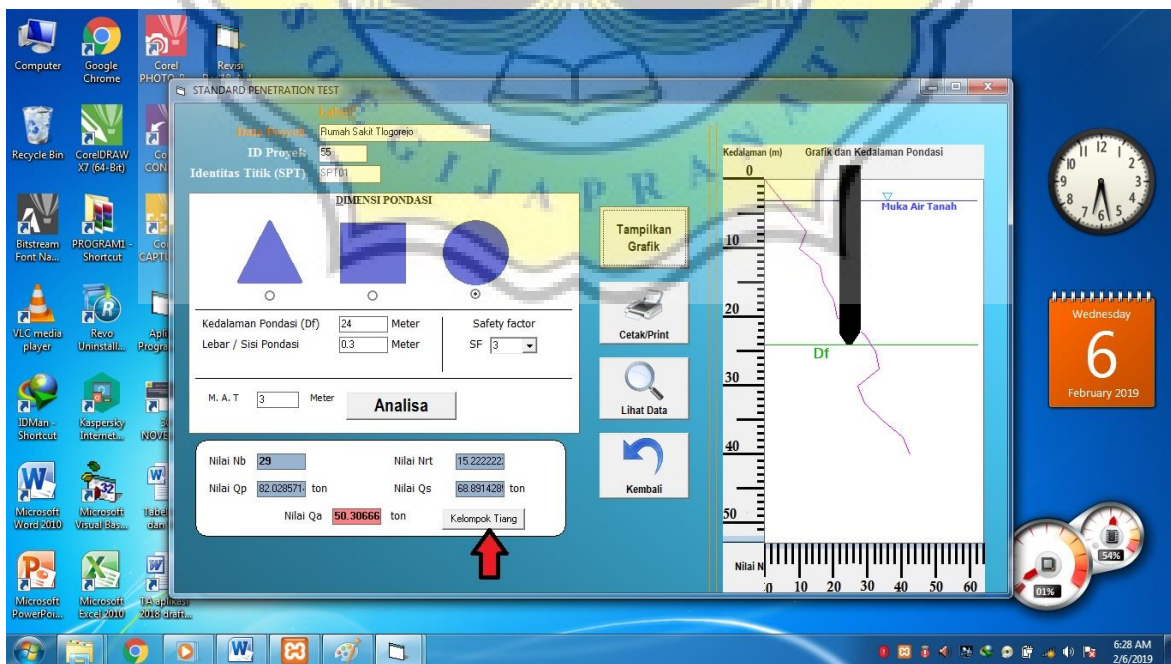 SOEGIJAPRANATA
Computer
Google Chrome
Corel
Revisi
Recycle Bin
CorelDRAW X7 (64-Bit)
Bitstream Font Na...
PROGRAM1 - Shortcut
VLC media player
Revo Uninstall...
IDMan - Shortcut
Kaspersky Internet...
Microsoft Word 2010
Microsoft Visual Bas...
Microsoft PowerPoi...
Microsoft Excel 2010
TA aplikasi 2018 draft...
STANDARD PENETRATION TEST
Rumah Sakit Tlogorejo
ID Proyek 55
Identitas Titik (SPT) SPT01
DIMENSI PONDASI
Kedalaman Pondasi (Df) 24 Meter
Lebar / Sisi Pondasi 0.3 Meter
Safety factor
SF 3
M. A. T 3 Meter
Analisa
Nilai Nb 29
Nilai Nrt 15.222222
Nilai Qp 82.028571 ton
Nilai Qs 68.891428 ton
Nilai Qa 50.30666 ton
Kelompok Tiang
Tampilkan Grafik
Cetak/Print
Lihat Data
Kembali
Kedalaman (m)
Grafik dan Kedalaman Pondasi
0
Muka Air Tanah
10
20
Df
30
40
50
Nilai N
0 10 20 30 40 50 60
Wednesday
6
February 2019
54%
01%
6:28 AM
2/6/2019